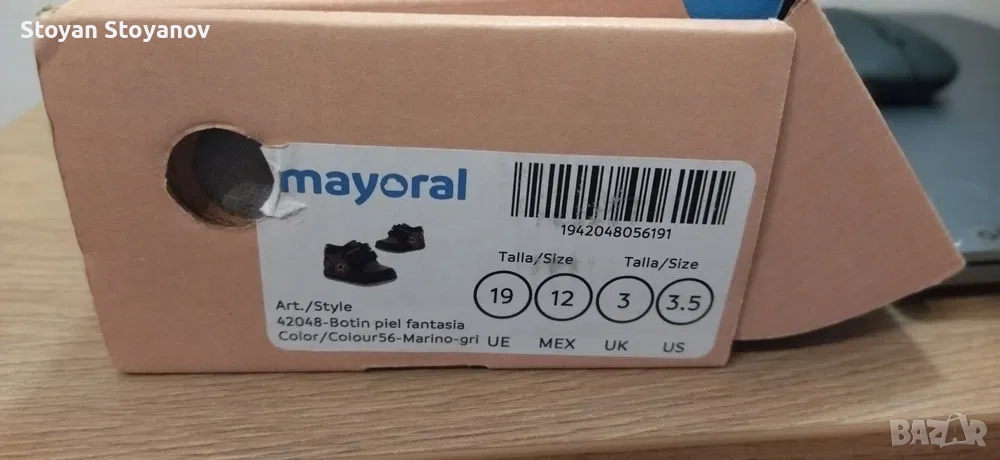 Stoyan Stoyanov
mayoral
1942048056191
Talla/Size Talla/Size
19 12 3 3.5
UE MEX UK US
Art./Style
42048-Botin piel fantasia
Color/Colour56-Marino-gri
BAZAR